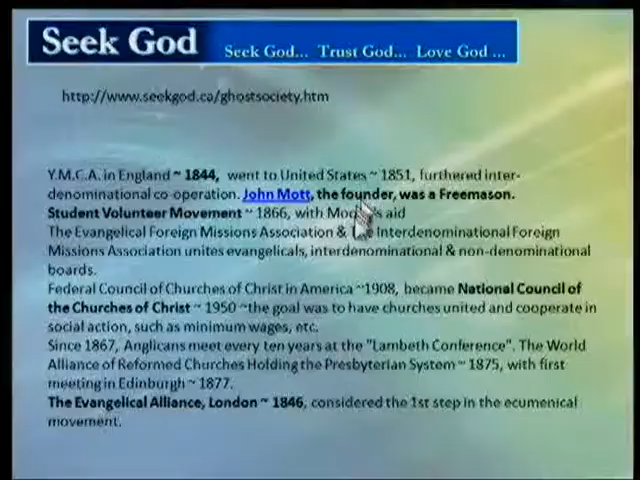 Seek God Seek God... Trust God... Love God ...
http://www.seekgod.ca/ghostsociety.htm
Y.M.C.A. in England ~ 1844, went to United States ~ 1851, furthered inter-
denominational co-operation. John Mott, the founder, was a Freemason.
Student Volunteer Movement ~ 1866, with aid
The Evangelical Foreign Missions Association & Interdenominational Foreign
Missions Association unites evangelicals, interdenominational & non-denominational
boards.
Federal Council of Churches of Christ in America ~1908, became National Council of
the Churches of Christ ~ 1950 ~the goal was to have churches united and cooperate in
social action, such as minimum wages, etc.
Since 1867, Anglicans meet every ten years at the "Lambeth Conference". The World
Alliance of Reformed Churches Holding the Presbyterian System ~ 1875, with first
meeting in Edinburgh ~ 1877.
The Evangelical Alliance, London ~ 1846, considered the 1st step in the ecumenical
movement.